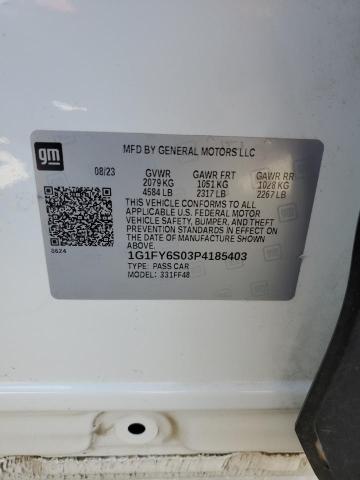 gm
MFD BY GENERAL MOTORS LLC
08/23 GVWR GAWR FRT GAWR RR
2079 KG 1051 KG 1028 KG
4584 LB 2317 LB 2267 LB
THIS VEHICLE CONFORMS TO ALL
APPLICABLE U.S. FEDERAL MOTOR
VEHICLE SAFETY, BUMPER, AND THEFT
PREVENTION STANDARDS IN EFFECT ON
THE DATE OF MANUFACTURE SHOWN ABOVE.
1G1FY6S03P4185403
TYPE: PASS CAR
MODEL: 331FF48